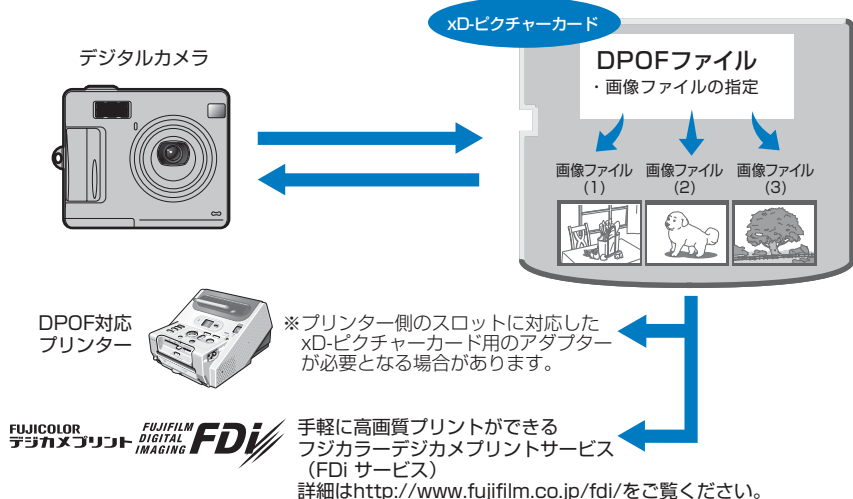 xD-ピクチャーカード
デジタルカメラ
DPOFファイル
・画像ファイルの指定
画像ファイル
(1)
画像ファイル
(2)
画像ファイル
(3)
DPOF対応
プリンター
※プリンター側のスロットに対応した
xD-ピクチャーカード用のアダプター
が必要となる場合があります。
FUJICOLOR
デジカメプリント
FUJIFILM
DIGITAL
IMAGING
FDi
手軽に高画質プリントができる
フジカラーデジカメプリントサービス
（FDi サービス）
詳細はhttp://www.fujifilm.co.jp/fdi/をご覧ください。